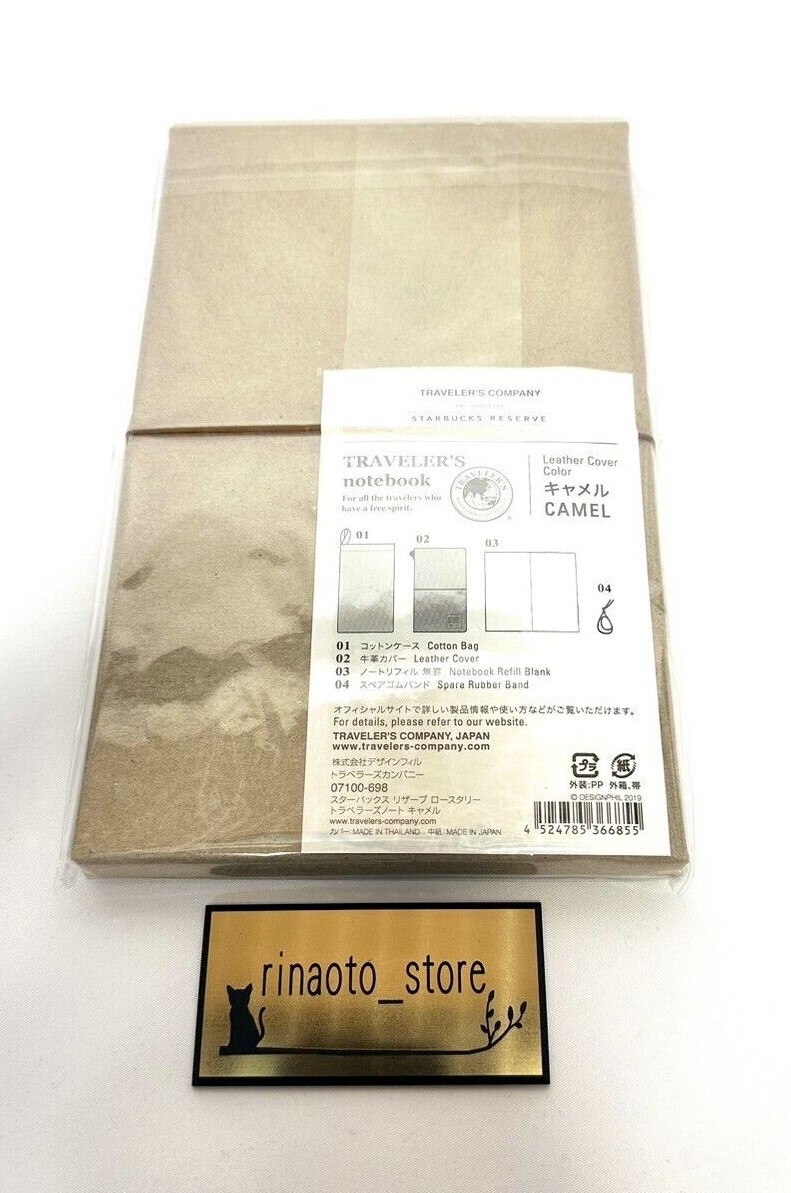 TRAVELER'S COMPANY
STARBUCKS RESERVE
TRAVELER'S
notebook
For all the travelers who
have a free spirit.
TRAVELER'S
Leather Cover
Color
キャメル
CAMEL
01
02
03
04
01 コットンケース Cotton Bag
02 牛革カバー Leather Cover
03 ノートリフィル 無罫 Notebook Refill Blank
04 スペアゴムバンド Spare Rubber Band
オフィシャルサイトで詳しい製品情報や使い方などがご覧いただけます。
For details, please refer to our website.
TRAVELER'S COMPANY, JAPAN
www.travelers-company.com
株式会社デザインフィル
トラベラーズカンパニー
07100-698
スターバックス リザーブ ロースタリー
トラベラーズノート キャメル
www.travelers-company.com
カバー:MADE IN THAILAND 中紙:MADE IN JAPAN
プラ 紙
外装:PP 外箱、帯
© DESIGNPHIL 2019
4 524785 366855
rinaoto_store